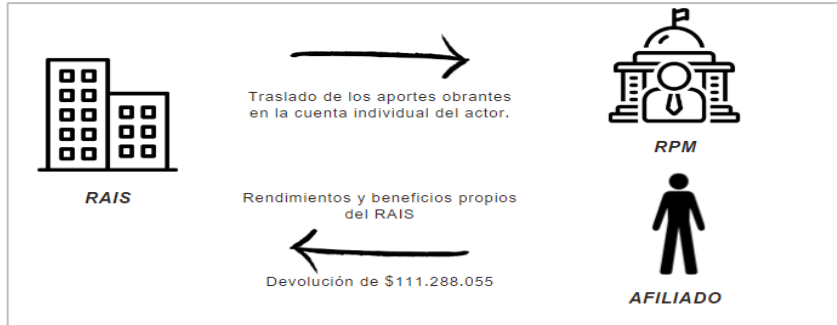 Traslado de los aportes obrantes
en la cuenta individual del actor.
RPM
RAIS
Rendimientos y beneficios propios
del RAIS
Devolución de $111.288.055
AFILIADO